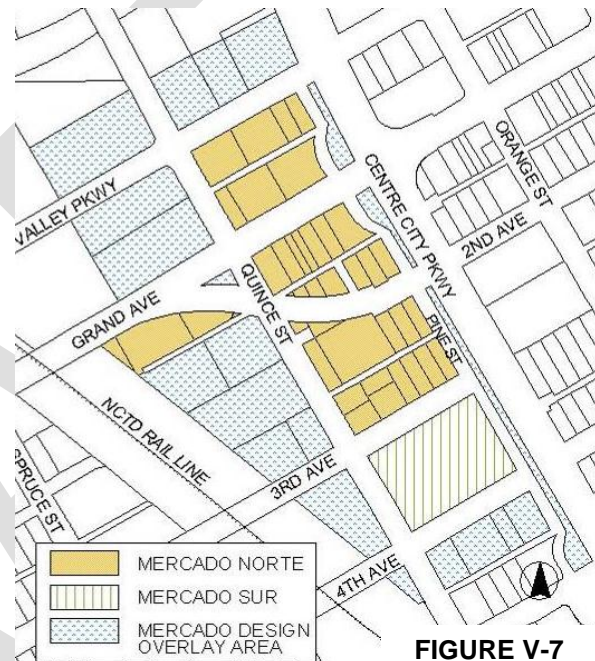 ORANGE ST
CENTRE CITY PKWY
2ND AVE
VALLEY PKWY
QUINCE ST
GRAND AVE
PINE ST
NCTD RAIL LINE
3RD AVE
SPRUCE ST
4TH AVE
MERCADO NORTE
MERCADO SUR
MERCADO DESIGN
OVERLAY AREA
FIGURE V-7